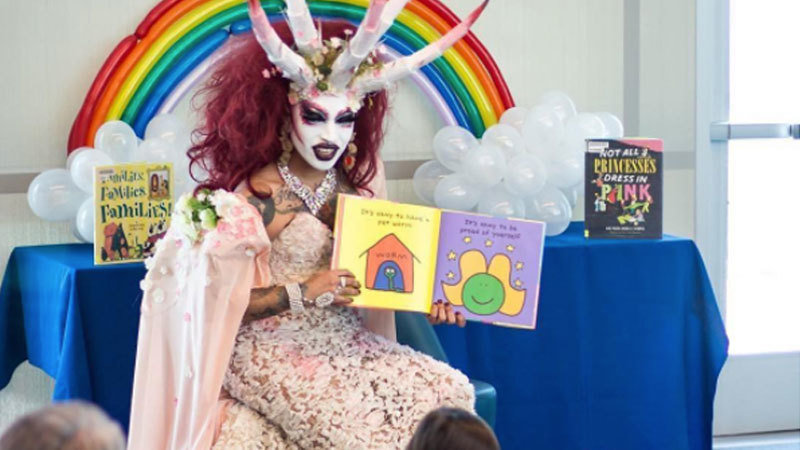 Families,
Families,
Families!
It's okay to have a
pet worm.
WORM
It's okay to be
proud of yourself.
NOT ALL
PRINCESSES
DRESS IN
PINK